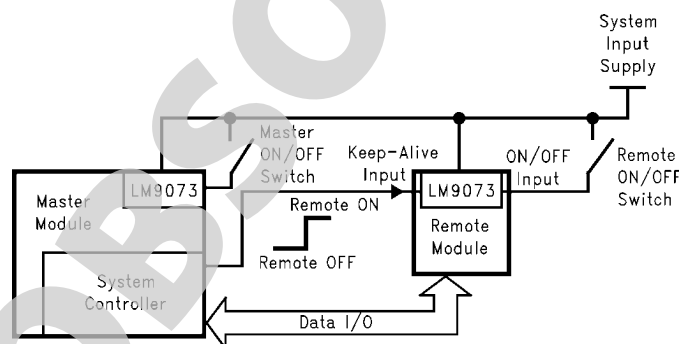 System
Input
Supply
Master
ON/OFF
Switch
Keep-Alive
Input
ON/OFF
Input
Remote
ON/OFF
Switch
LM9073
Master
Module
LM9073
Remote
Module
Remote ON
Remote OFF
System
Controller
Data I/O
OBSO